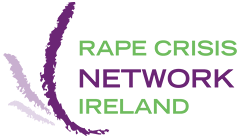 RAPE CRISIS
NETWORK
IRELAND